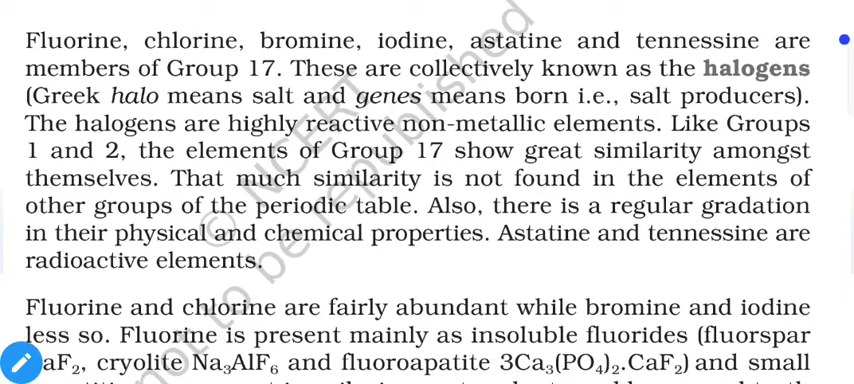 Fluorine, chlorine, bromine, iodine, astatine and tennessine are
members of Group 17. These are collectively known as the halogens
(Greek halo means salt and genes means born i.e., salt producers).
The halogens are highly reactive non-metallic elements. Like Groups
1 and 2, the elements of Group 17 show great similarity amongst
themselves. That much similarity is not found in the elements of
other groups of the periodic table. Also, there is a regular gradation
in their physical and chemical properties. Astatine and tennessine are
radioactive elements.
Fluorine and chlorine are fairly abundant while bromine and iodine
less so. Fluorine is present mainly as insoluble fluorides (fluorspar
aF₂, cryolite Na₃AlF₆ and fluoroapatite 3Ca₃(PO₄)₂.CaF₂) and small
© NCERT
not to be republished